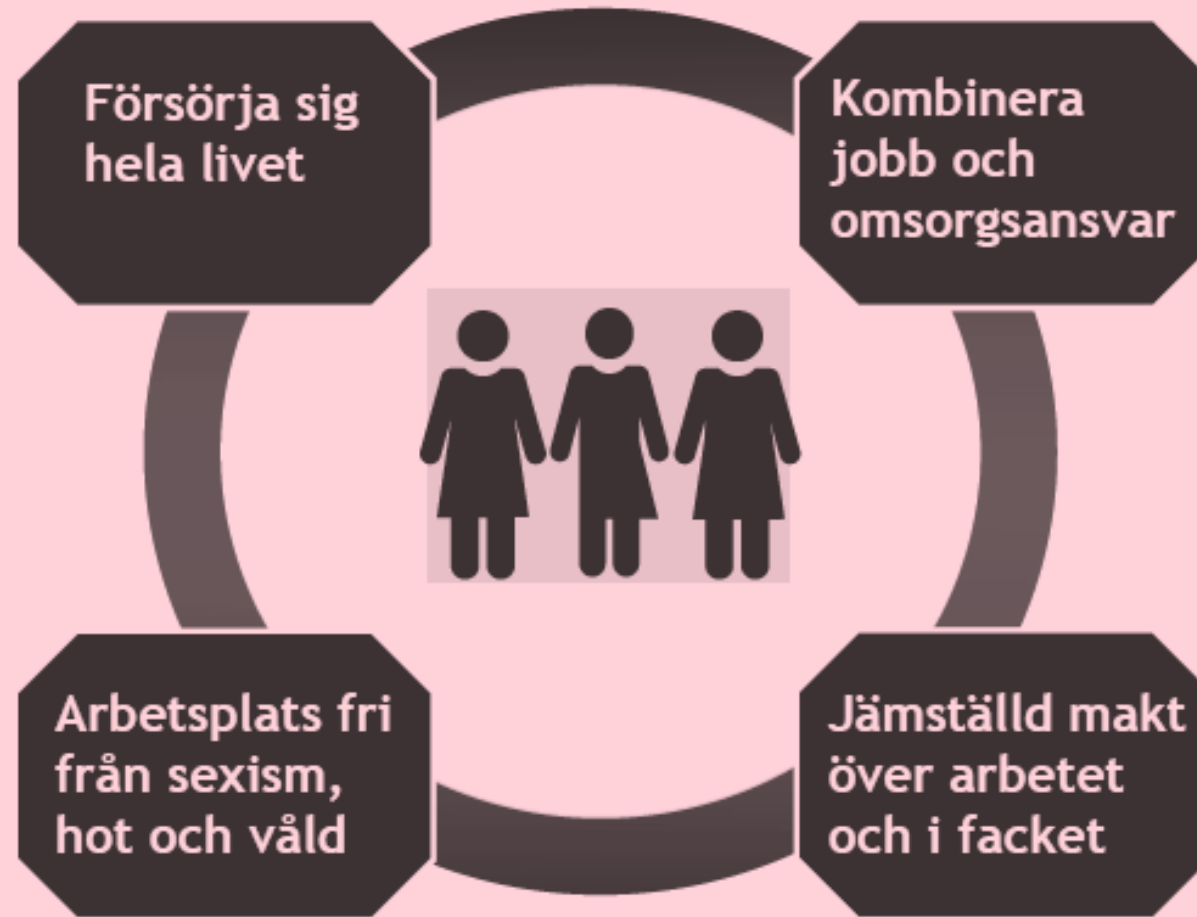 Försörja sig
hela livet
Kombinera
jobb och
omsorgsansvar
Arbetsplats fri
från sexism,
hot och våld
Jämställd makt
över arbetet
och i facket